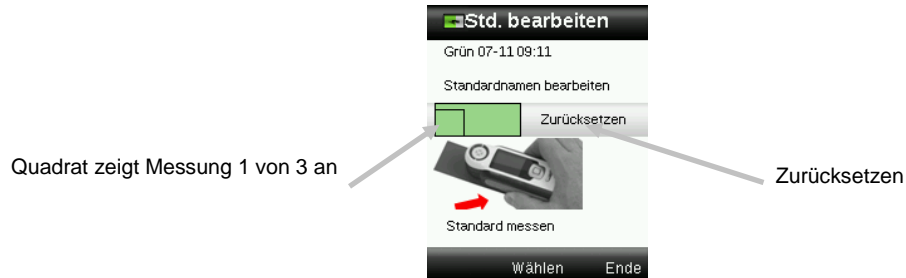 Std. bearbeiten
Grün 07-11 09:11
Standardnamen bearbeiten
Zurücksetzen
Quadrat zeigt Messung 1 von 3 an
Zurücksetzen
Standard messen
Wählen Ende